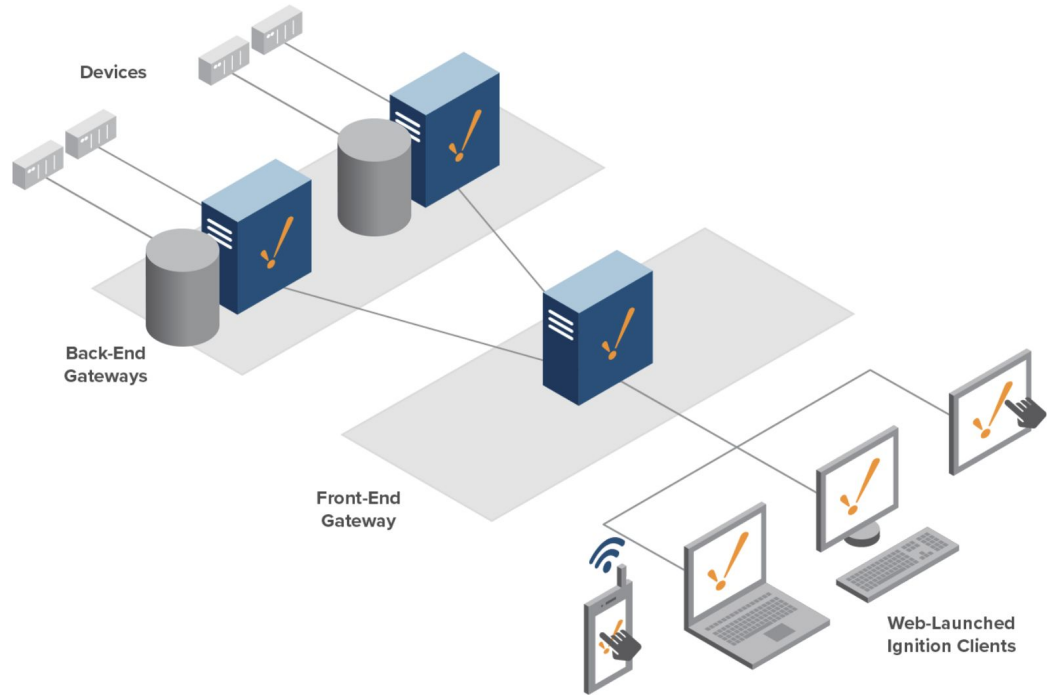 Devices
Back-End
Gateways
Front-End
Gateway
Web-Launched
Ignition Clients